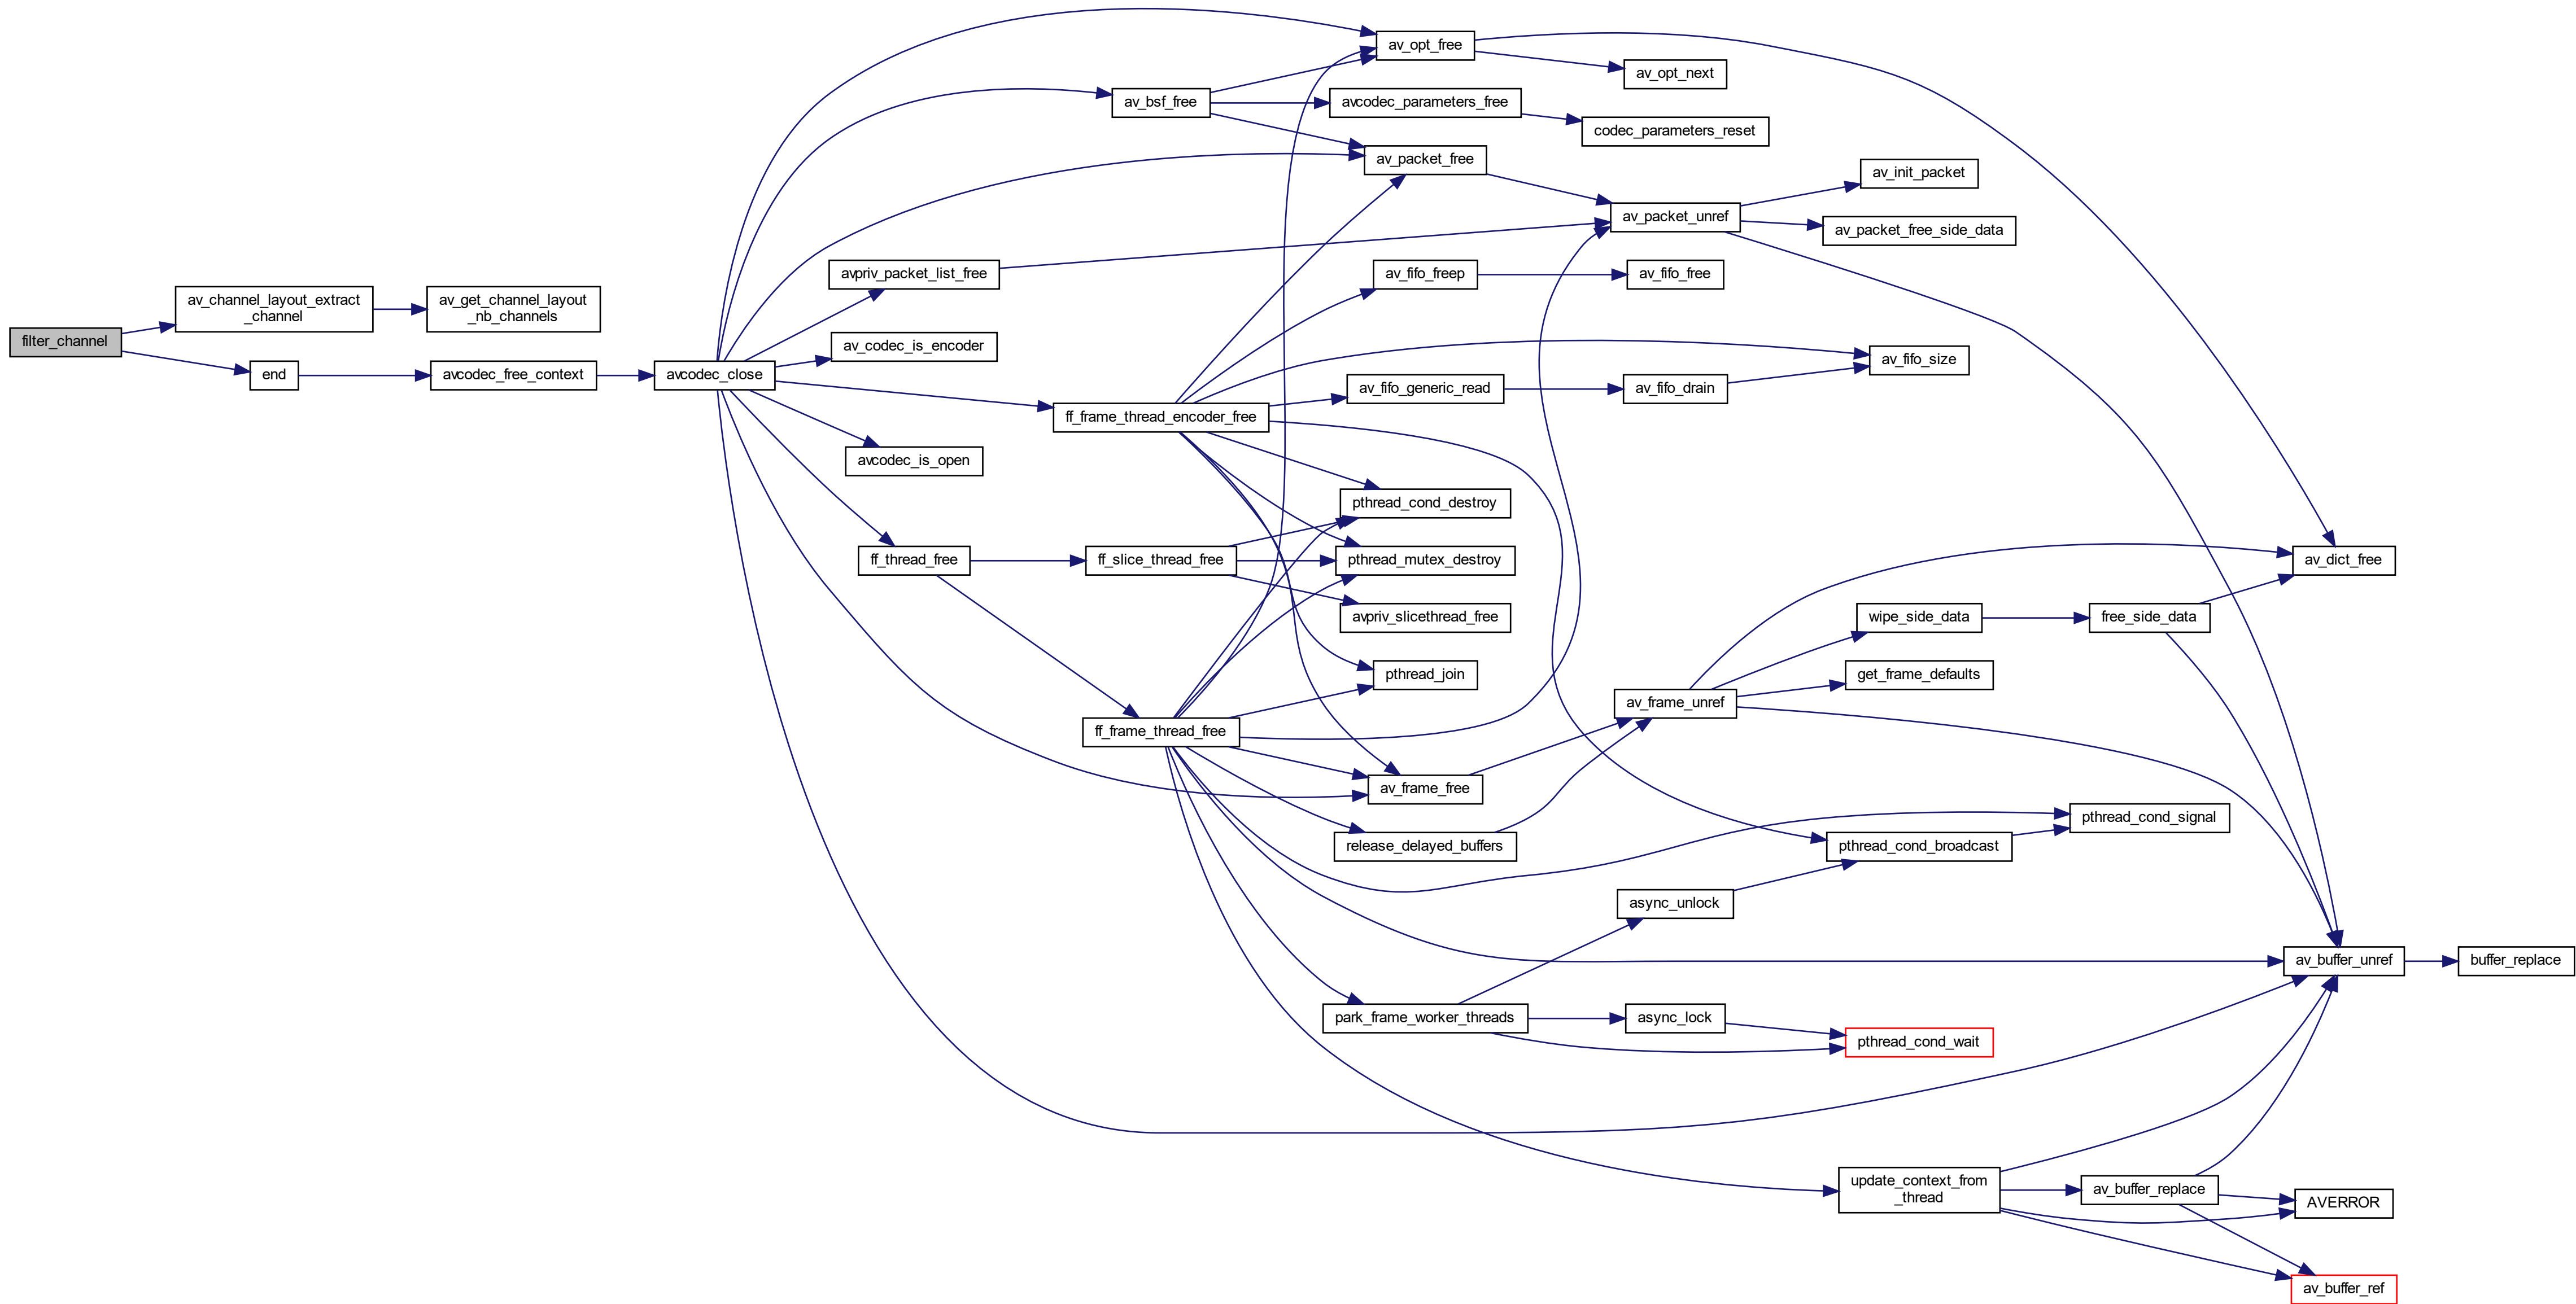 filter_channel
av_channel_layout_extract
_channel
end
av_get_channel_layout
_nb_channels
avcodec_free_context
avcodec_close
avpriv_packet_list_free
av_codec_is_encoder
avcodec_is_open
ff_thread_free
av_bsf_free
ff_frame_thread_encoder_free
ff_slice_thread_free
ff_frame_thread_free
av_opt_free
avcodec_parameters_free
av_packet_free
av_fifo_freep
av_fifo_generic_read
pthread_cond_destroy
pthread_mutex_destroy
avpriv_slicethread_free
pthread_join
av_frame_free
release_delayed_buffers
park_frame_worker_threads
av_opt_next
codec_parameters_reset
av_packet_unref
av_fifo_free
av_fifo_drain
av_frame_unref
async_unlock
async_lock
av_init_packet
av_packet_free_side_data
av_fifo_size
wipe_side_data
get_frame_defaults
pthread_cond_broadcast
pthread_cond_wait
update_context_from
_thread
free_side_data
pthread_cond_signal
av_buffer_replace
av_dict_free
av_buffer_unref
AVERROR
av_buffer_ref
buffer_replace